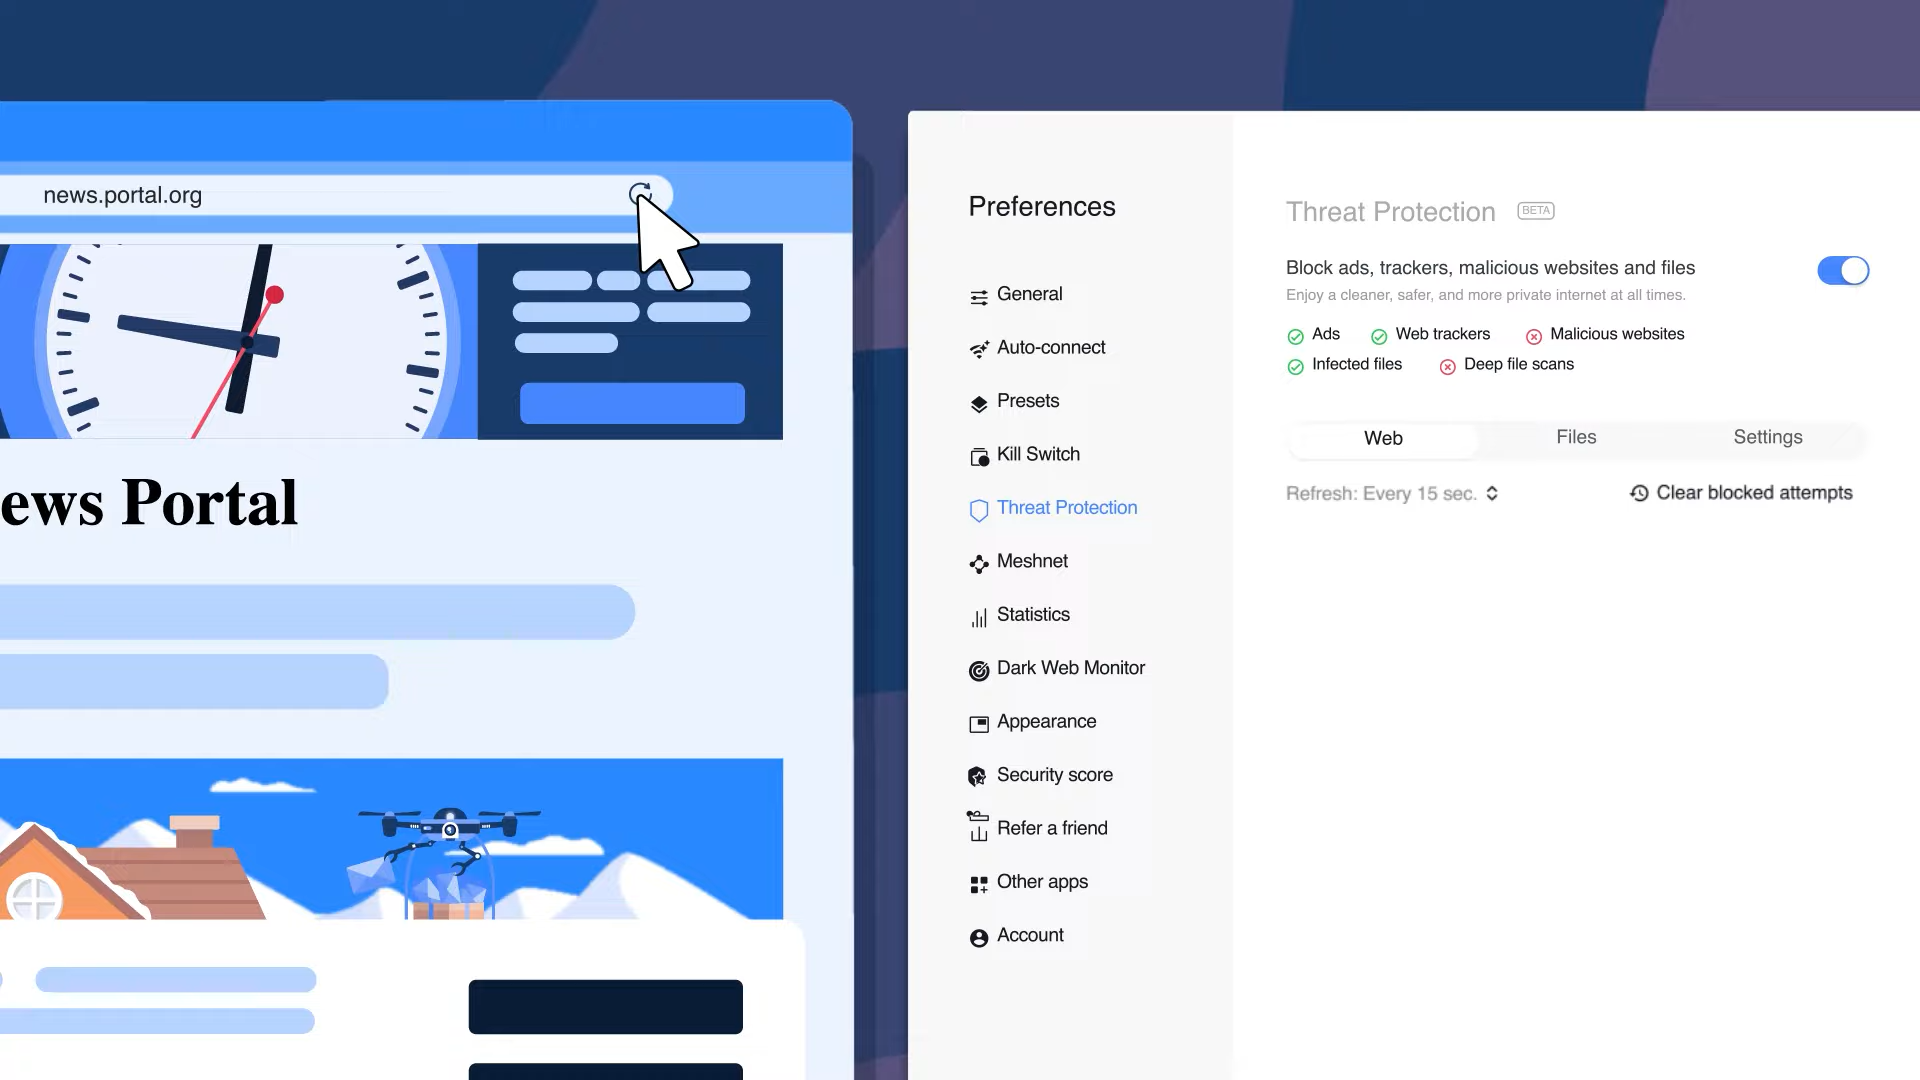 news.portal.org
ews Portal
Preferences
General
Auto-connect
Presets
Kill Switch
Threat Protection
Meshnet
Statistics
Dark Web Monitor
Appearance
Security score
Refer a friend
Other apps
Account
Threat Protection BETA
Block ads, trackers, malicious websites and files
Enjoy a cleaner, safer, and more private internet at all times.
Ads Web trackers Malicious websites
Infected files Deep file scans
Web Files Settings
Refresh: Every 15 sec. Clear blocked attempts